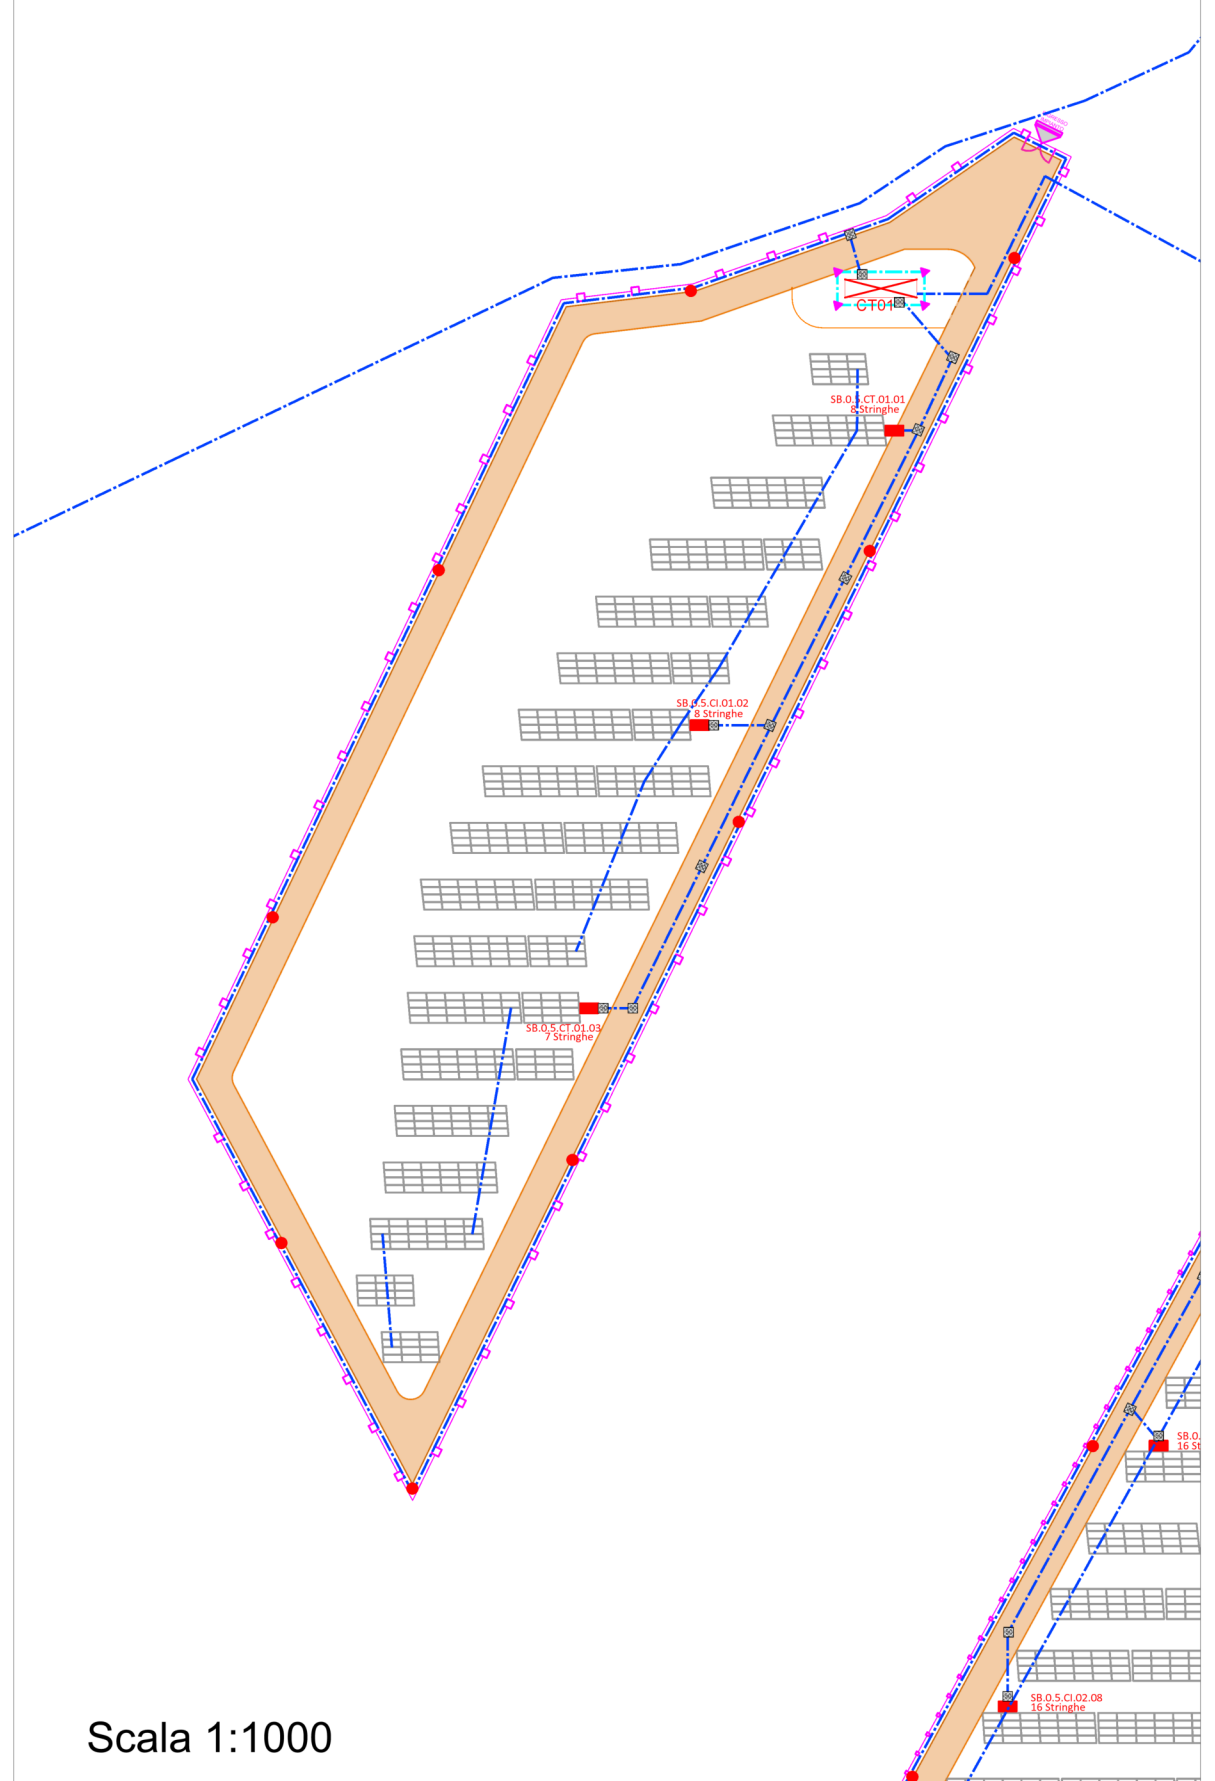 CT01
SB.0.5.CT.01.01
8 Stringhe
SB.0.5.CI.01.02
8 Stringhe
SB.0.5.CT.01.03
7 Stringhe
SB.0.
16 St
SB.0.5.CI.02.08
16 Stringhe
Scala 1:1000